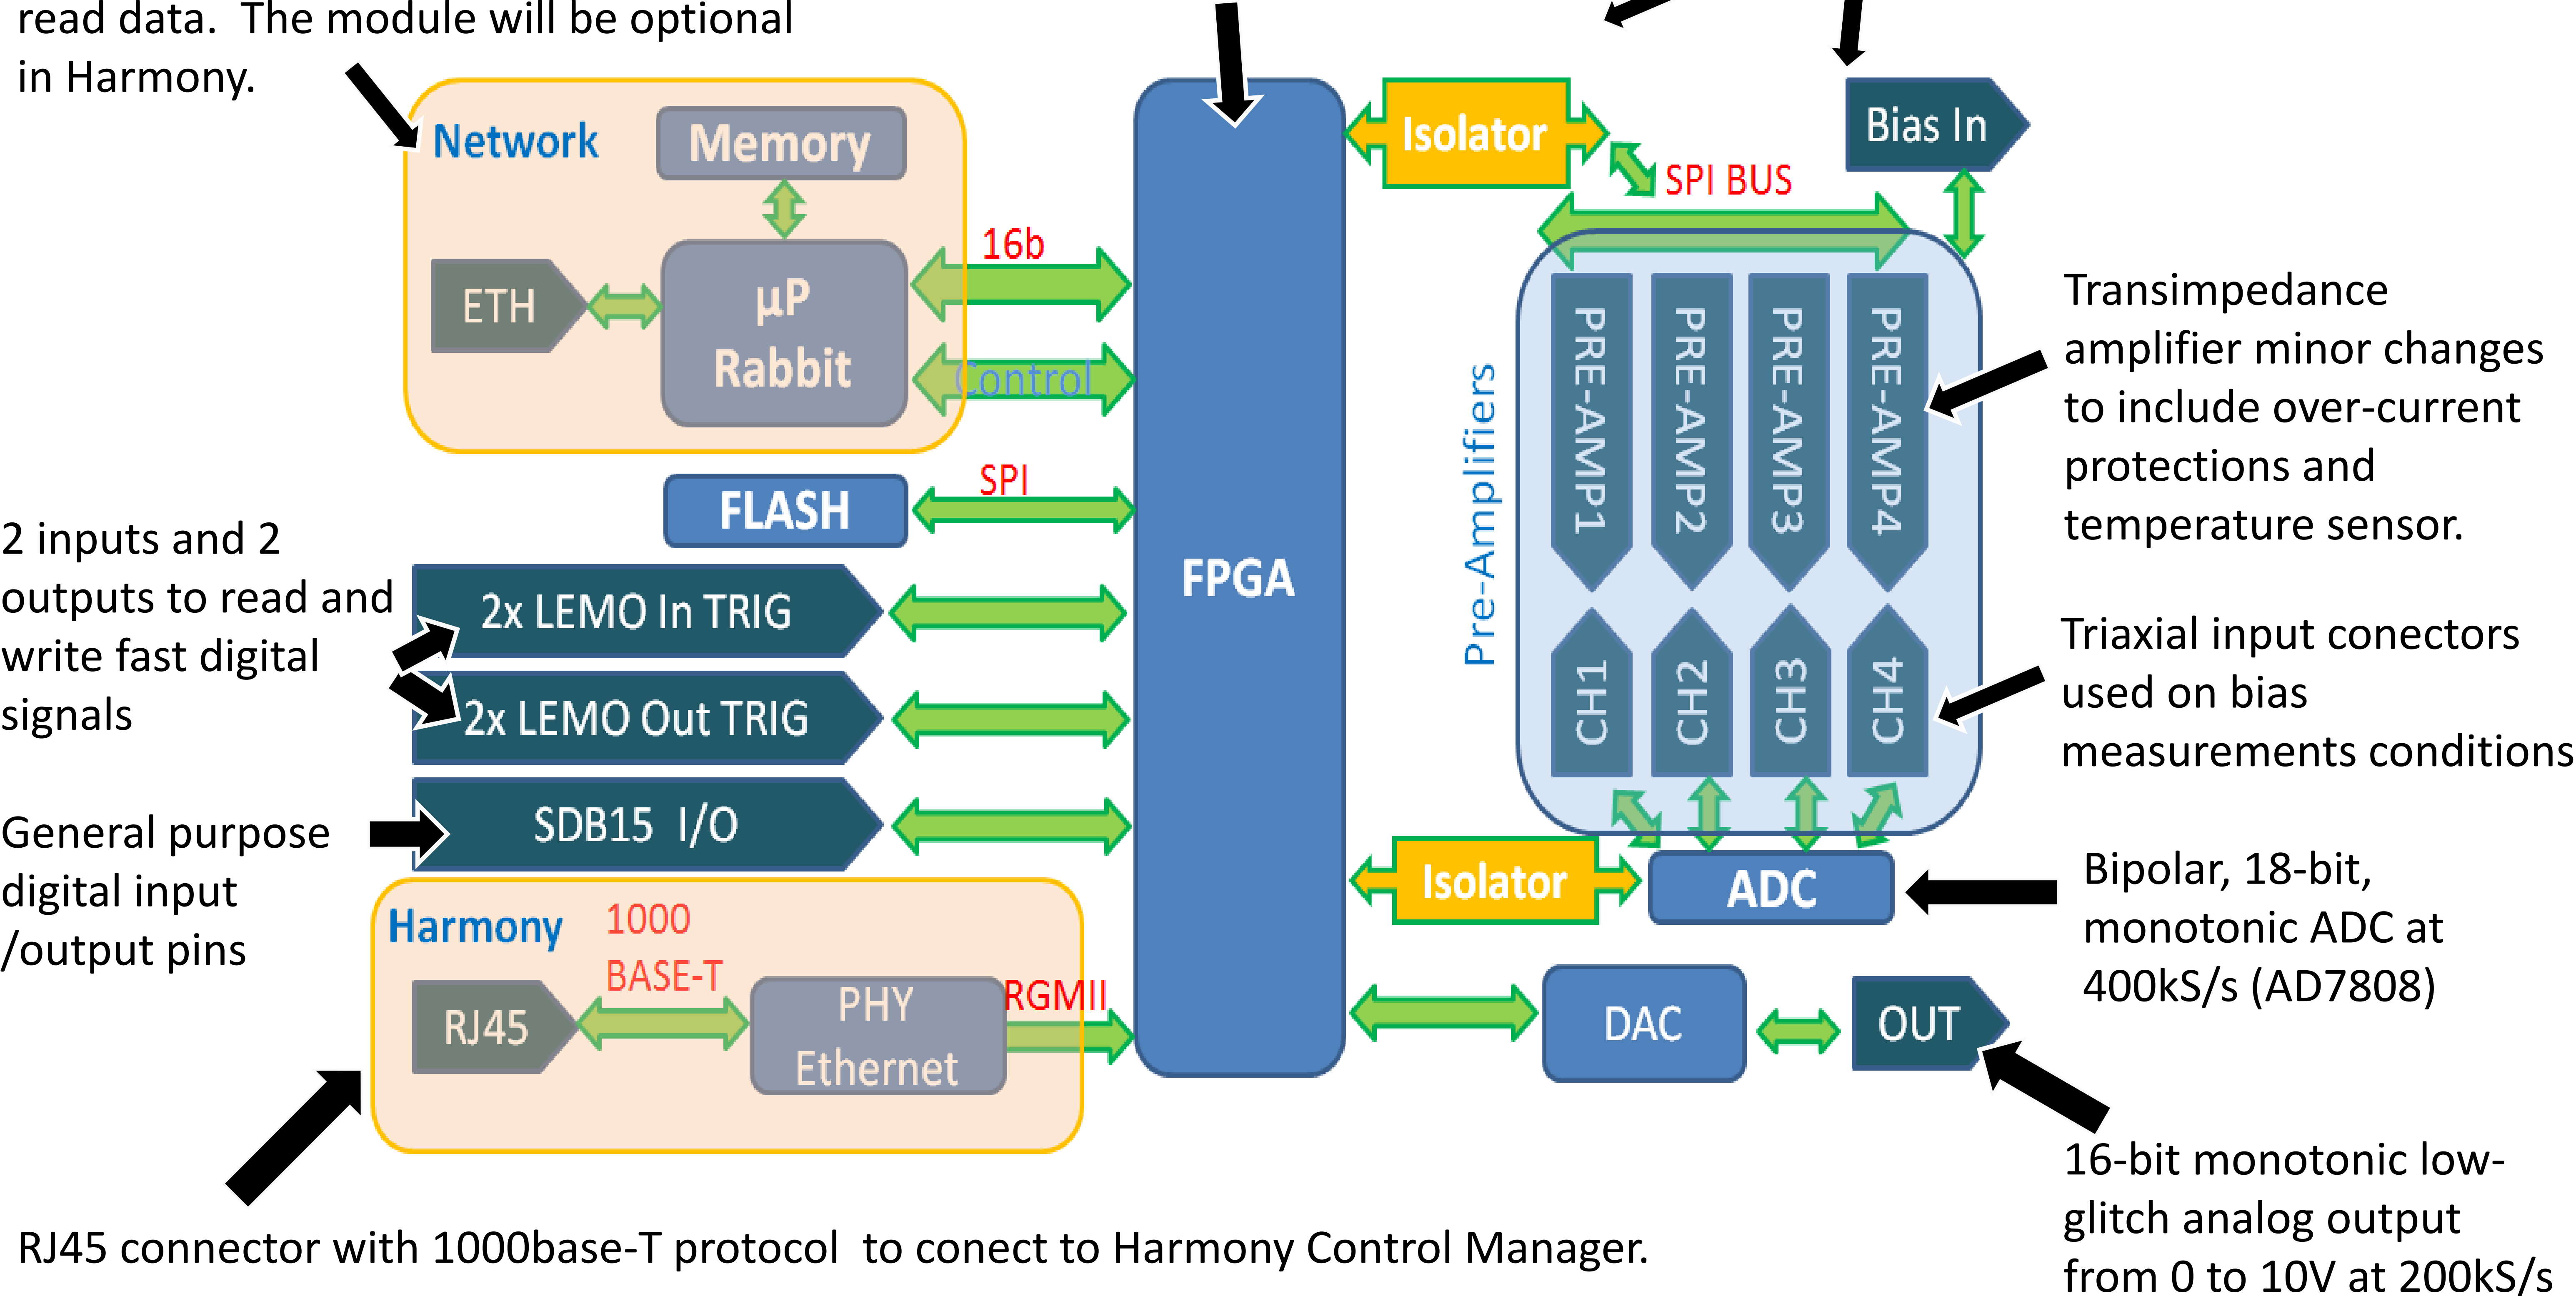 read data.  The module will be optional
in Harmony.
Network
Memory
ETH
µP
Rabbit
16b
Control
FLASH
SPI
2 inputs and 2
outputs to read and
write fast digital
signals
2x LEMO In TRIG
2x LEMO Out TRIG
General purpose
digital input
/output pins
SDB15  I/O
Harmony
1000
BASE-T
RJ45
PHY
Ethernet
RGMII
RJ45 connector with 1000base-T protocol  to conect to Harmony Control Manager.
FPGA
Isolator
SPI BUS
Bias In
Pre-Amplifiers
PRE-AMP1
PRE-AMP2
PRE-AMP3
PRE-AMP4
CH1
CH2
CH3
CH4
Transimpedance
amplifier minor changes
to include over-current
protections and
temperature sensor.
Triaxial input conectors
used on bias
measurements conditions
Isolator
ADC
Bipolar, 18-bit,
monotonic ADC at
400kS/s (AD7808)
DAC
OUT
16-bit monotonic low-
glitch analog output
from 0 to 10V at 200kS/s